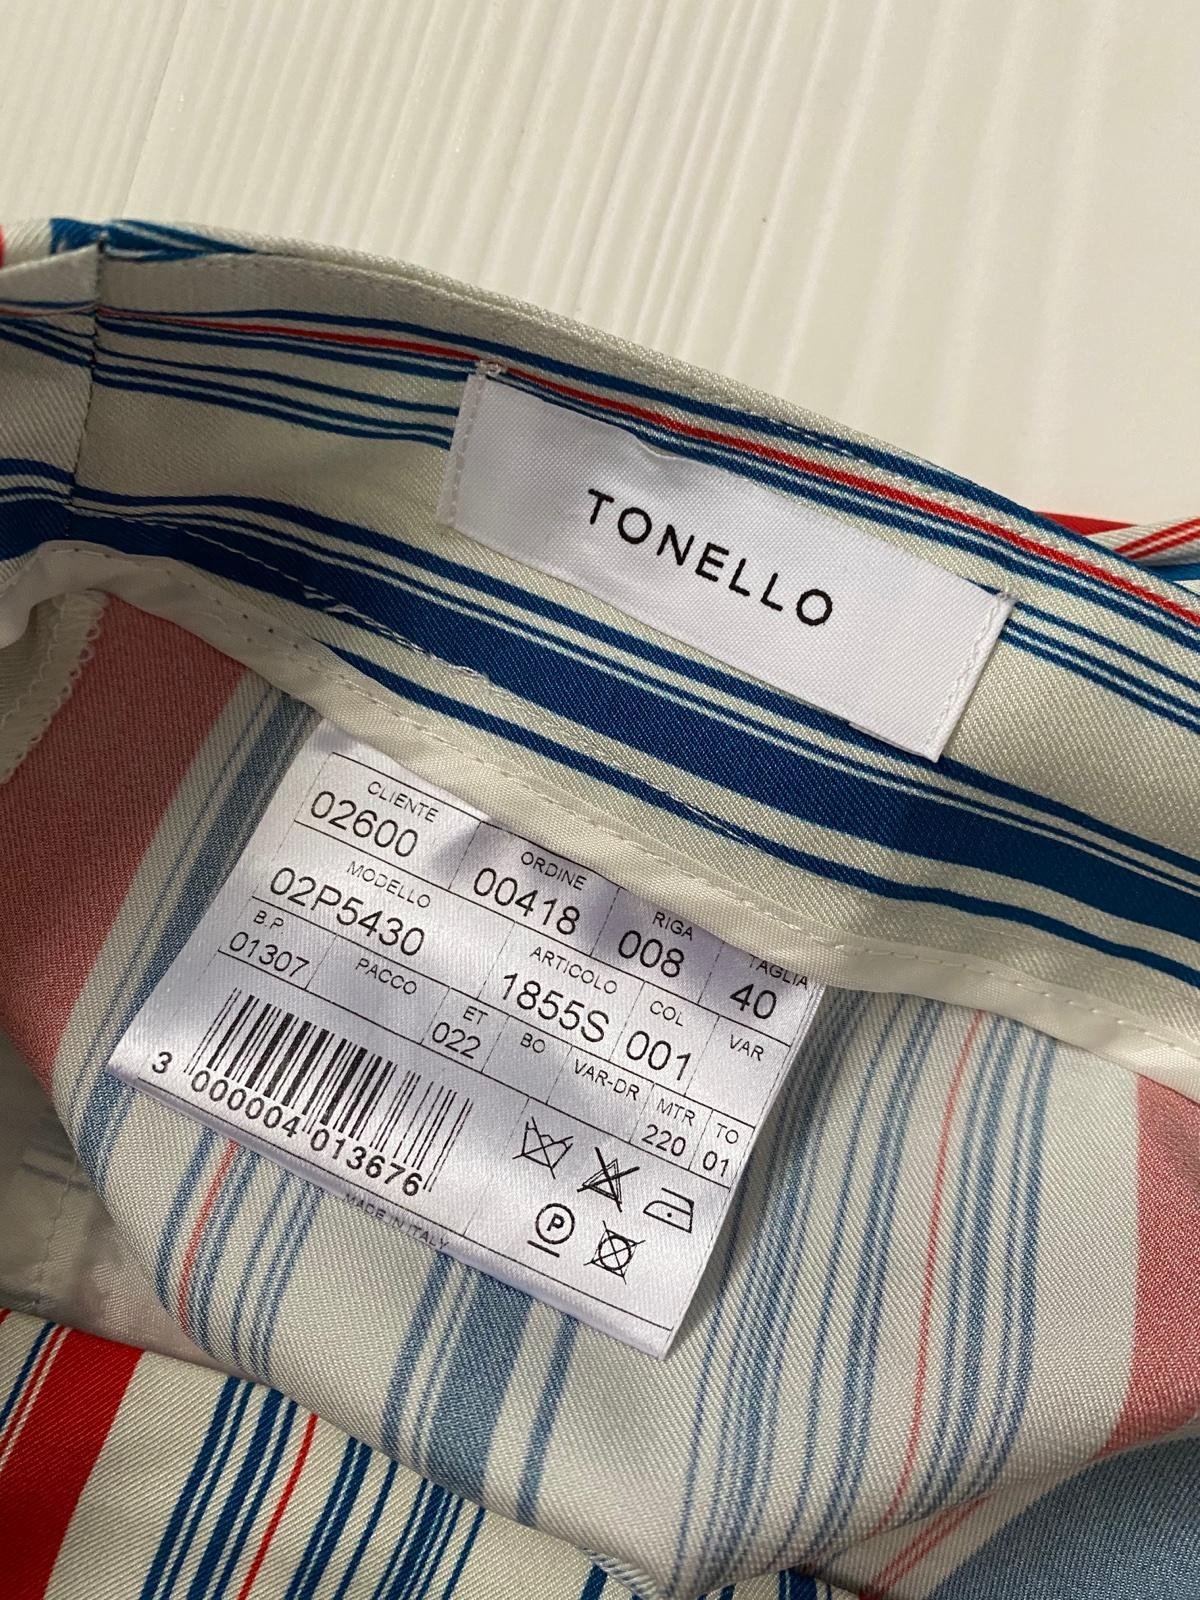 TONELLO
CLIENTE ORDINE RIGA TAGLIA
02600 00418 008 40
MODELLO ARTICOLO COL VAR
02P5430 1855S 001
B.P PACCO ET BO VAR-DR MTR TO
01307 022 220 01
3 000004 013676
P
MADE IN ITALY